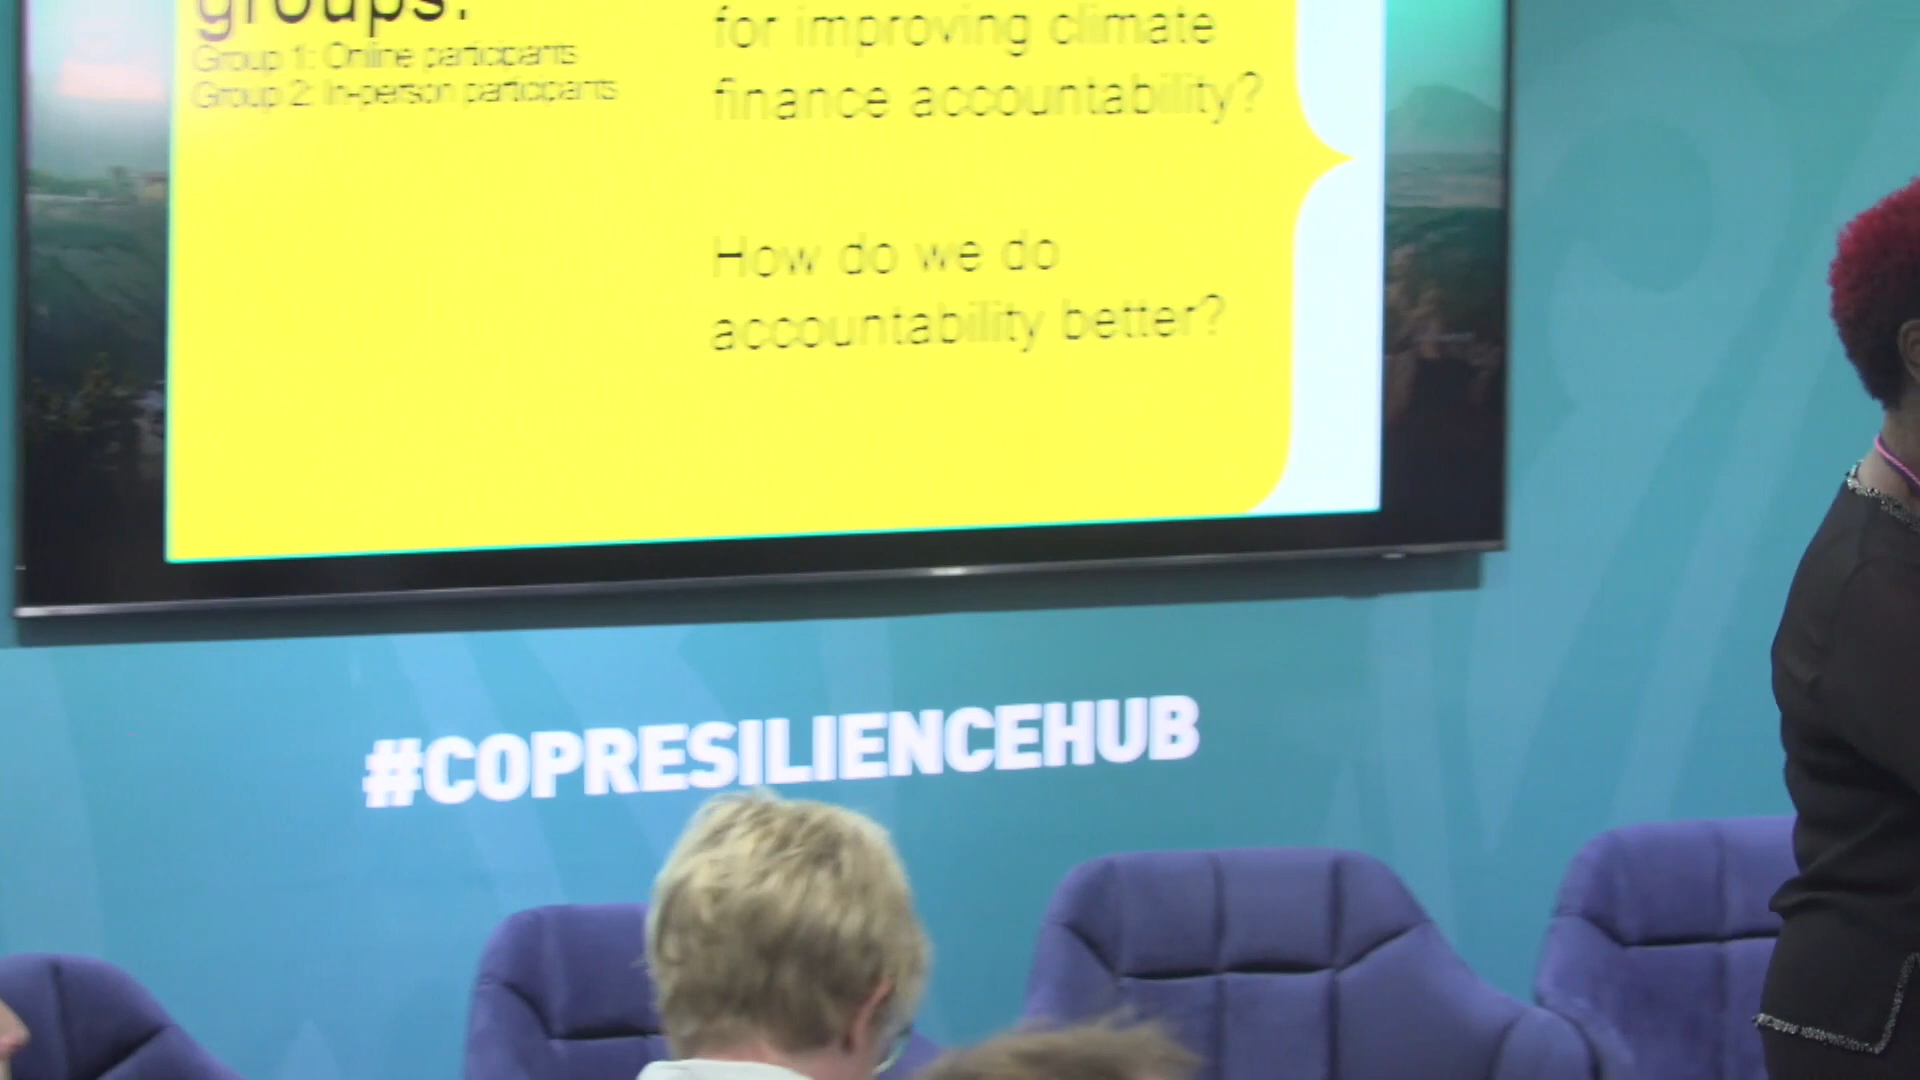 groups:
Group 1: Online participants
Group 2: In-person participants
for improving climate
finance accountability?
How do we do
accountability better?
#COPRESILIENCEHUB